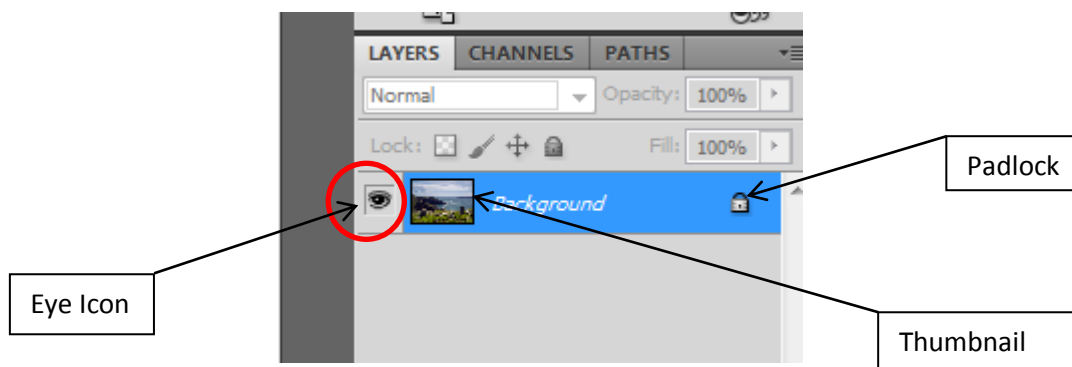 LAYERS CHANNELS PATHS
Normal Opacity: 100%
Lock: Fill: 100%
Padlock
Background
Eye Icon
Thumbnail